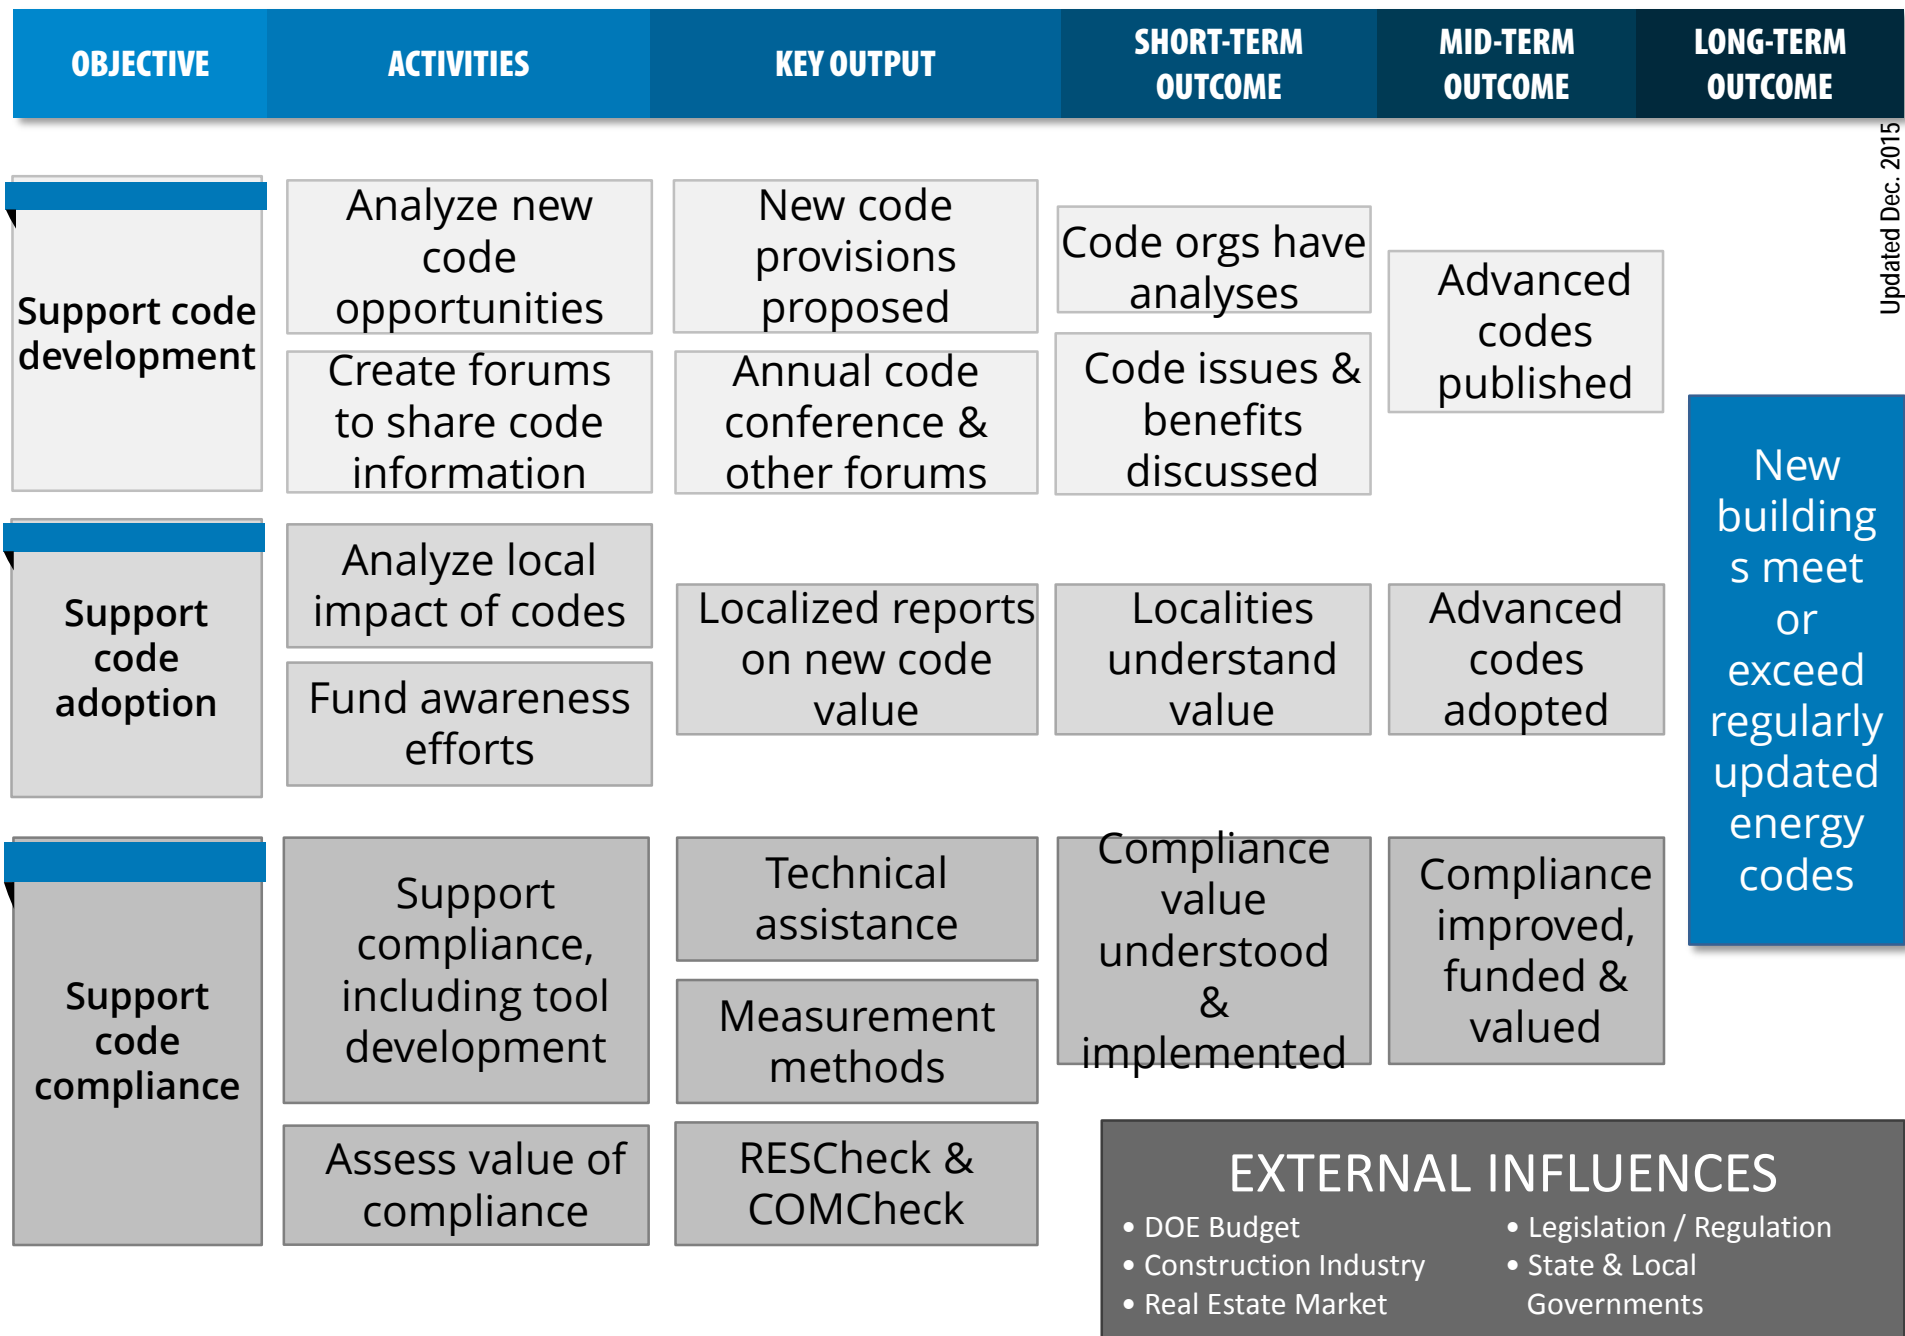 OBJECTIVE
ACTIVITIES
KEY OUTPUT
SHORT-TERM
OUTCOME
MID-TERM
OUTCOME
LONG-TERM
OUTCOME
Updated Dec. 2015
Support code
development
Analyze new
code
opportunities
Create forums
to share code
information
New code
provisions
proposed
Annual code
conference &
other forums
Code orgs have
analyses
Code issues &
benefits
discussed
Advanced
codes
published
Support
code
adoption
Analyze local
impact of codes
Fund awareness
efforts
Localized reports
on new code
value
Localities
understand
value
Advanced
codes
adopted
Support
code
compliance
Support
compliance,
including tool
development
Assess value of
compliance
Technical
assistance
Measurement
methods
RESCheck &
COMCheck
Compliance
value
understood
&
implemented
Compliance
improved,
funded &
valued
New
building
s meet
or
exceed
regularly
updated
energy
codes
EXTERNAL INFLUENCES
• DOE Budget
• Construction Industry
• Real Estate Market
• Legislation / Regulation
• State & Local
Governments